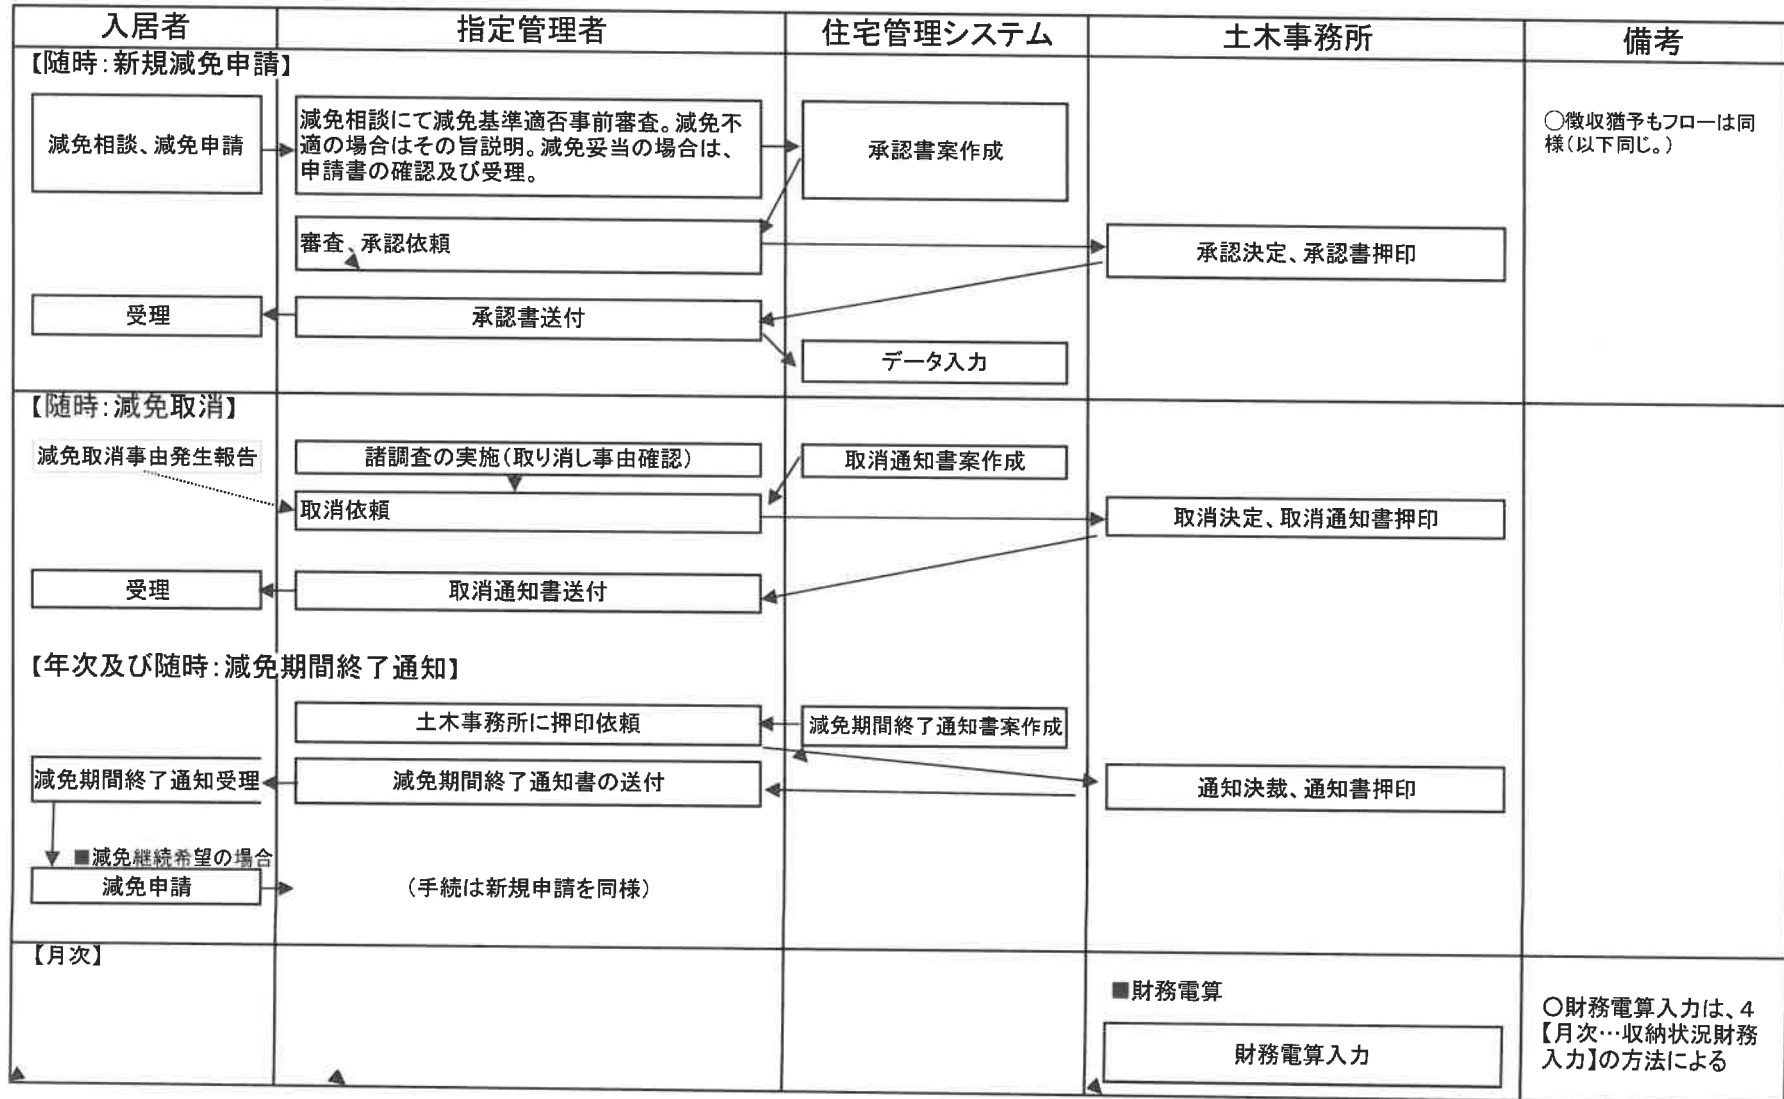 入居者
指定管理者
住宅管理システム
土木事務所
備考
【随時:新規減免申請】
減免相談、減免申請
減免相談にて減免基準適否事前審査。減免不
適の場合はその旨説明。減免妥当の場合は、
申請書の確認及び受理。
承認書案作成
○徴収猶予もフローは同
様(以下同じ。)
審査、承認依頼
承認決定、承認書押印
受理
承認書送付
データ入力
【随時:減免取消】
減免取消事由発生報告
諸調査の実施(取り消し事由確認)
取消通知書案作成
取消依頼
取消決定、取消通知書押印
受理
取消通知書送付
【年次及び随時:減免期間終了通知】
土木事務所に押印依頼
減免期間終了通知書案作成
減免期間終了通知受理
減免期間終了通知書の送付
通知決裁、通知書押印
■減免継続希望の場合
減免申請
(手続は新規申請を同様)
【月次】
■財務電算
財務電算入力
○財務電算入力は、4
【月次…収納状況財務
入力】の方法による